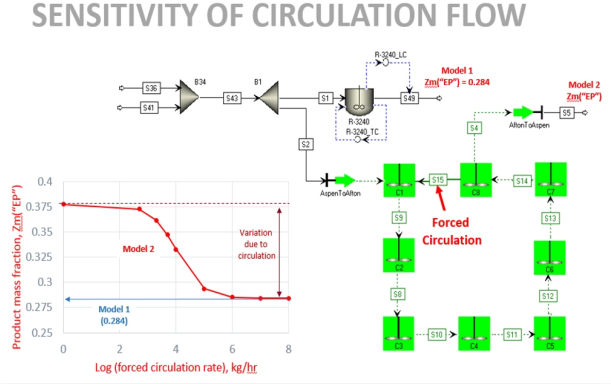 SENSITIVITY OF CIRCULATION FLOW
R-3240_LC
B34
B1
Model 1
Zm("EP") = 0.284
Model 2
Zm("EP")
S36
S41
S43
S1
S49
R-3240
R-3240_TC
S2
S4
S5
AltonToAspen
AspenToAlton
C1
S15
C8
S14
C7
Forced
Circulation
S9
S13
C2
C6
S8
S12
C3
S10
C4
S11
C5
Product mass fraction, Zm("EP")
0.4
0.375
0.35
0.325
0.3
0.275
0.25
Model 2
Variation
due to
circulation
Model 1
(0.284)
0
2
4
6
8
Log (forced circulation rate), kg/hr